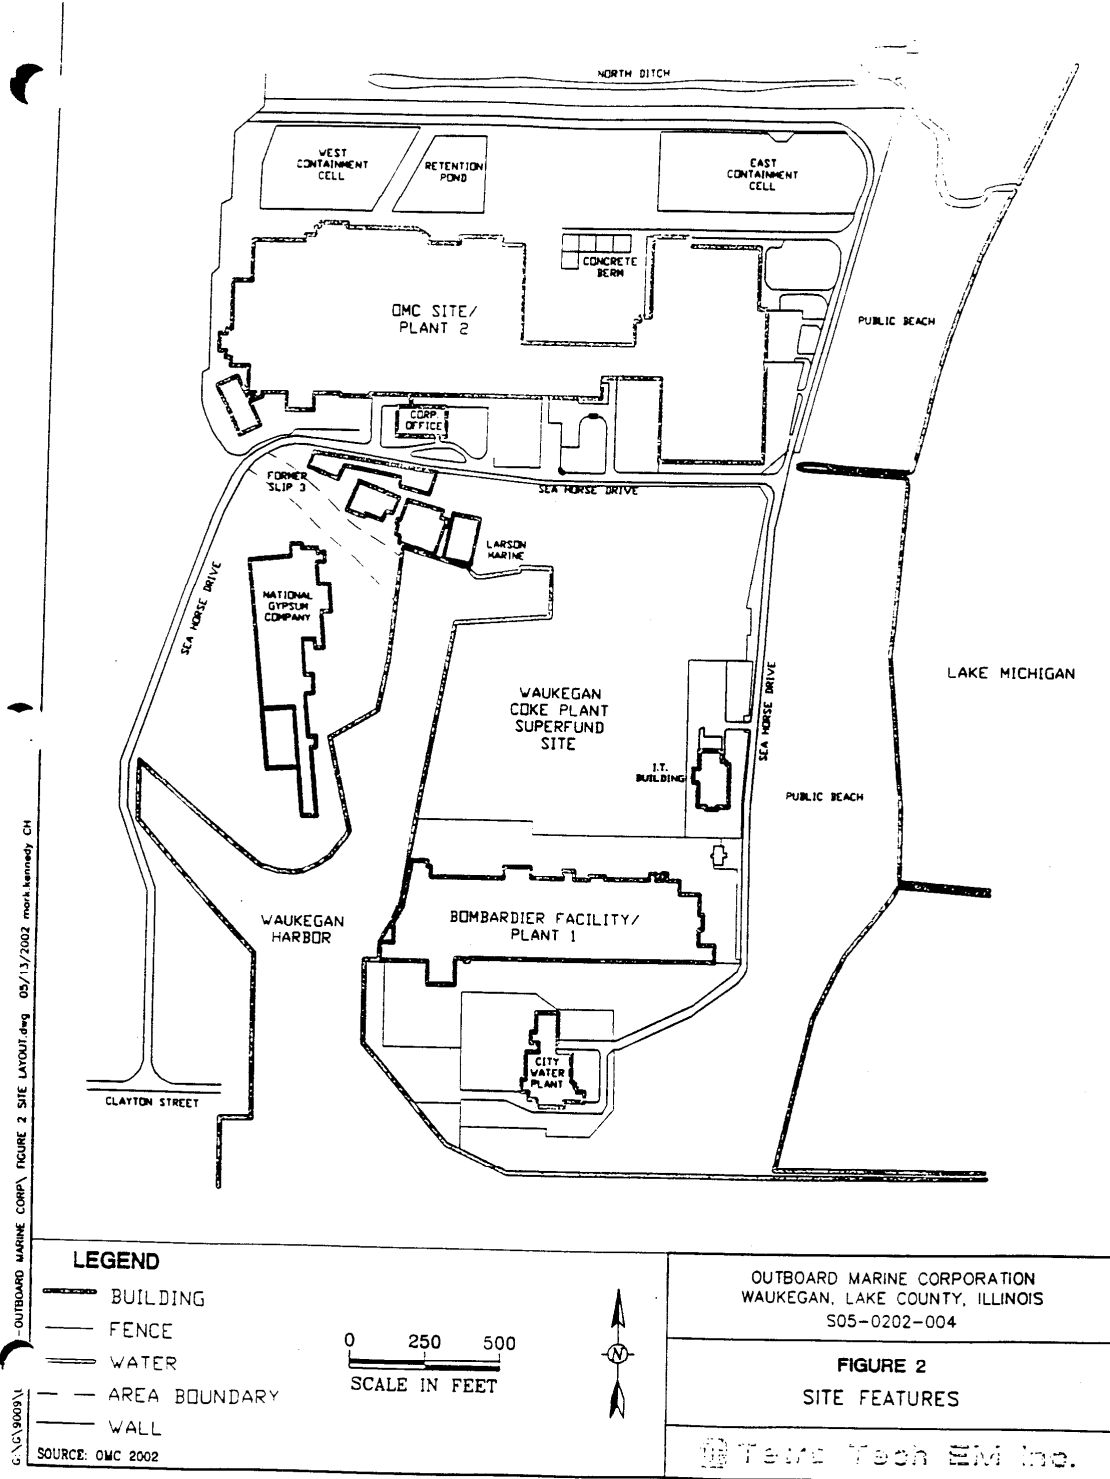 NORTH DITCH
WEST
CONTAINMENT
CELL
RETENTION
POND
EAST
CONTAINMENT
CELL
CONCRETE
BERM
OMC SITE/
PLANT 2
PUBLIC BEACH
CORP.
OFFICE
FORMER
SLIP 3
SEA HORSE DRIVE
LARSON
MARINE
SEA HORSE DRIVE
NATIONAL
GYPSUM
COMPANY
WAUKEGAN
COKE PLANT
SUPERFUND
SITE
SEA HORSE DRIVE
LAKE MICHIGAN
I.T.
BUILDING
PUBLIC BEACH
WAUKEGAN
HARBOR
BOMBARDIER FACILITY/
PLANT 1
CITY
WATER
PLANT
CLAYTON STREET
G:\G\9009\I -OUTBOARD MARINE CORP\ FIGURE 2 SITE LAYOUT.dwg 05/13/2002 mark.kennedy CH
LEGEND
BUILDING
FENCE
WATER
AREA BOUNDARY
WALL
SOURCE: OMC 2002
0 250 500
SCALE IN FEET
N
OUTBOARD MARINE CORPORATION
WAUKEGAN, LAKE COUNTY, ILLINOIS
S05-0202-004
FIGURE 2
SITE FEATURES
Tetra Tech EM Inc.